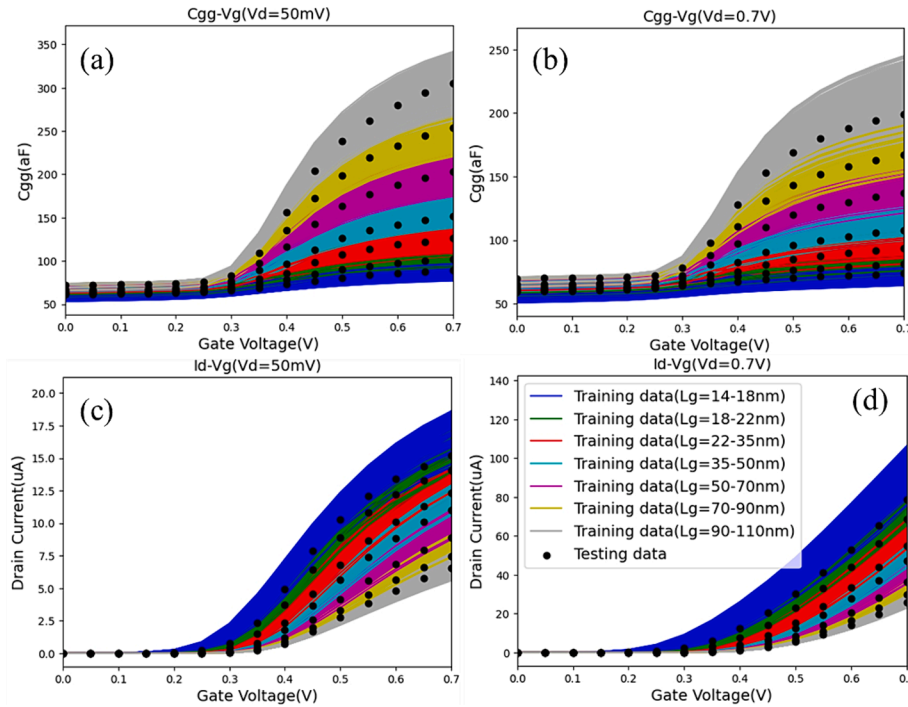 Cgg-Vg(Vd=50mV)
(a)
350
300
250
200
150
100
50
Cgg(aF)
0.0 0.1 0.2 0.3 0.4 0.5 0.6 0.7
Gate Voltage(V)
Cgg-Vg(Vd=0.7V)
(b)
250
200
150
100
50
Cgg(aF)
0.0 0.1 0.2 0.3 0.4 0.5 0.6 0.7
Gate Voltage(V)
Id-Vg(Vd=50mV)
(c)
20.0
17.5
15.0
12.5
10.0
7.5
5.0
2.5
0.0
Drain Current(uA)
0.0 0.1 0.2 0.3 0.4 0.5 0.6 0.7
Gate Voltage(V)
Id-Vg(Vd=0.7V)
(d)
140
120
100
80
60
40
20
0
Drain Current(uA)
Training data(Lg=14-18nm)
Training data(Lg=18-22nm)
Training data(Lg=22-35nm)
Training data(Lg=35-50nm)
Training data(Lg=50-70nm)
Training data(Lg=70-90nm)
Training data(Lg=90-110nm)
Testing data
0.0 0.1 0.2 0.3 0.4 0.5 0.6
Gate Voltage(V)